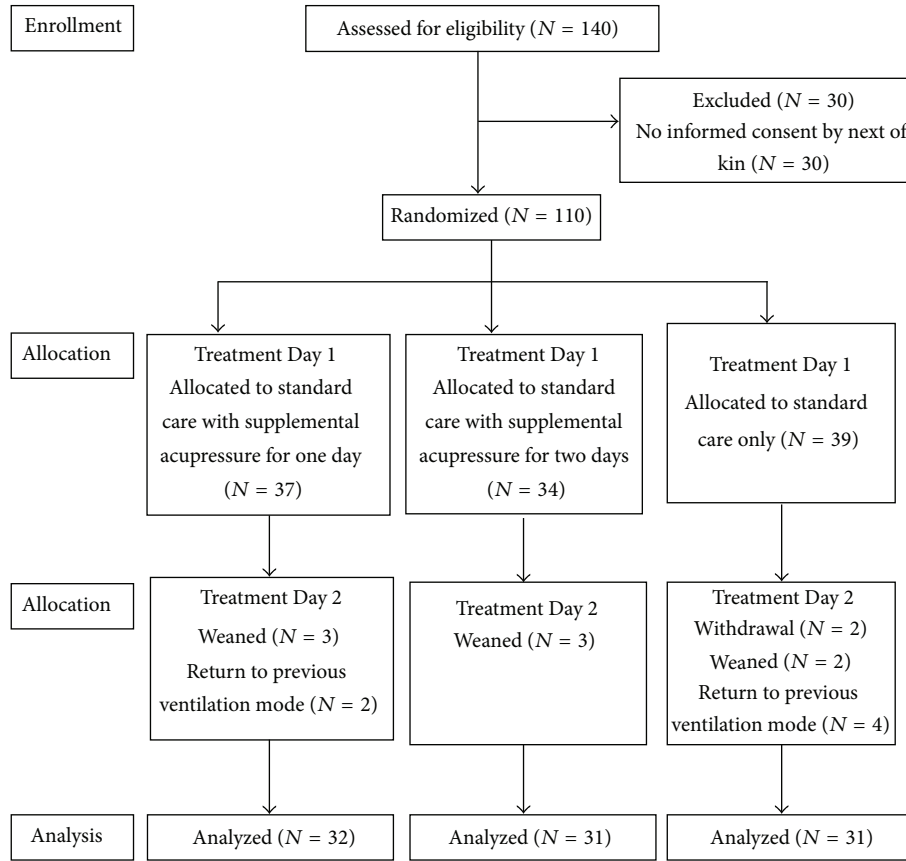 Enrollment
Assessed for eligibility (N = 140)
Excluded (N = 30)
No informed consent by next of
kin (N = 30)
Randomized (N = 110)
Allocation
Treatment Day 1
Allocated to standard
care with supplemental
acupressure for one day
(N = 37)
Treatment Day 1
Allocated to standard
care with supplemental
acupressure for two days
(N = 34)
Treatment Day 1
Allocated to standard
care only (N = 39)
Allocation
Treatment Day 2
Weaned (N = 3)
Return to previous
ventilation mode (N = 2)
Treatment Day 2
Weaned (N = 3)
Treatment Day 2
Withdrawal (N = 2)
Weaned (N = 2)
Return to previous
ventilation mode (N = 4)
Analysis
Analyzed (N = 32)
Analyzed (N = 31)
Analyzed (N = 31)